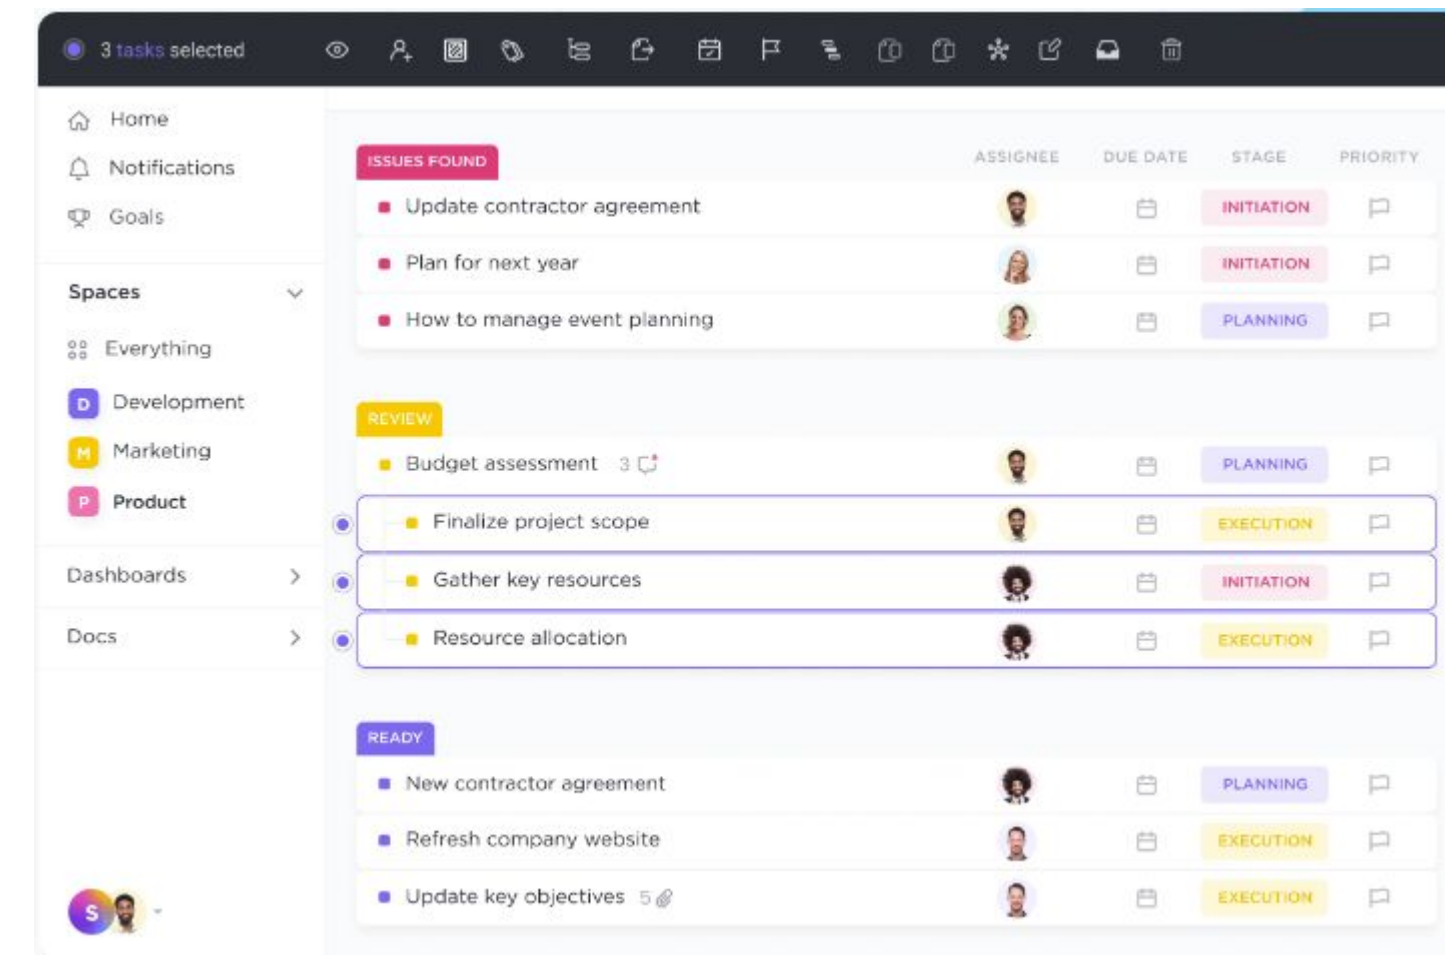 3 tasks selected
Home
Notifications
Goals
Spaces
Everything
D Development
M Marketing
P Product
Dashboards
Docs
S
ISSUES FOUND ASSIGNEE DUE DATE STAGE PRIORITY
Update contractor agreement INITIATION
Plan for next year INITIATION
How to manage event planning PLANNING
REVIEW
Budget assessment 3 PLANNING
Finalize project scope EXECUTION
Gather key resources INITIATION
Resource allocation EXECUTION
READY
New contractor agreement PLANNING
Refresh company website EXECUTION
Update key objectives 5 EXECUTION